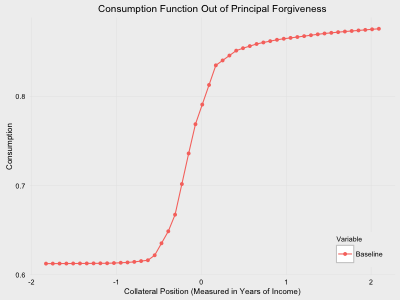 Consumption Function Out of Principal Forgiveness
Consumption
0.8
0.7
0.6
-2
-1
0
1
2
Collateral Position (Measured in Years of Income)
Variable
Baseline